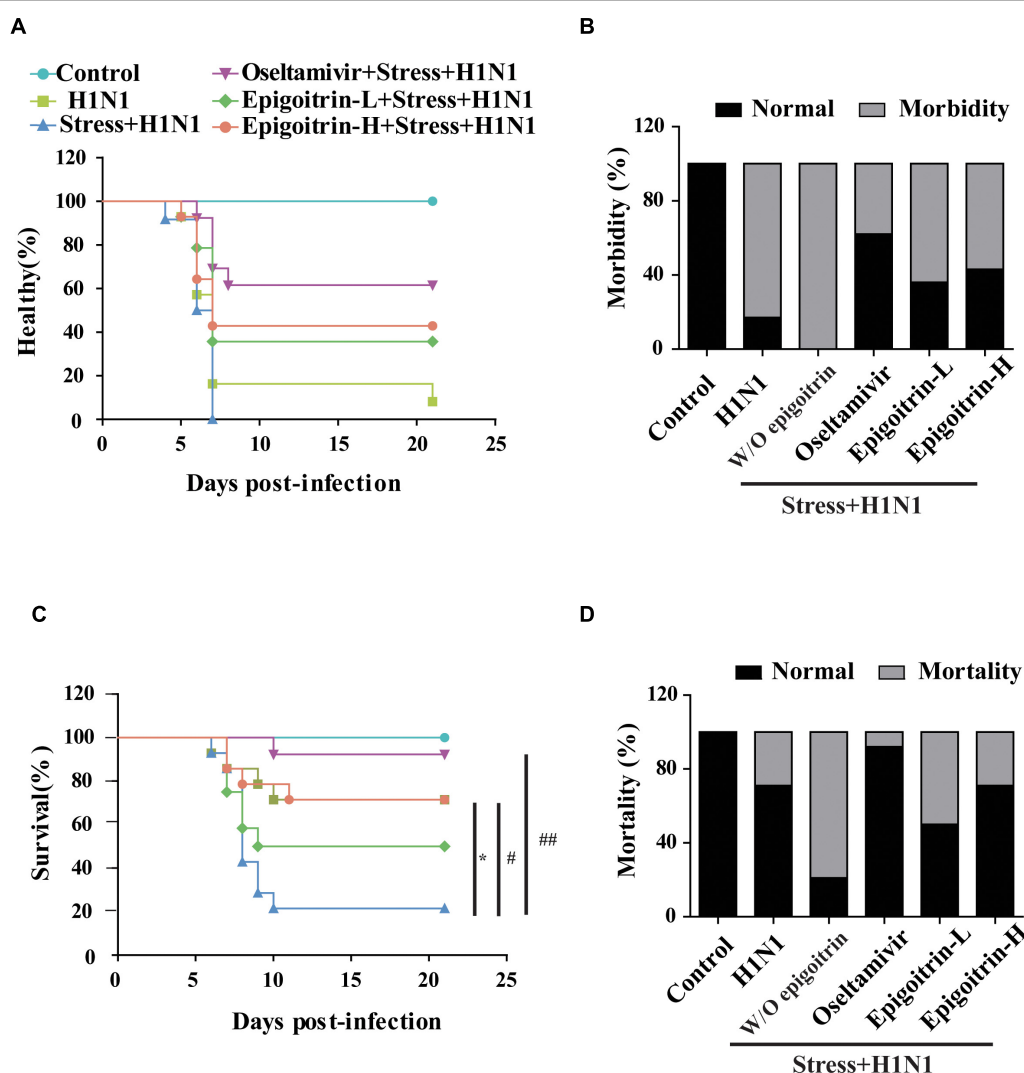 A
Control
H1N1
Stress+H1N1
Oseltamivir+Stress+H1N1
Epigoitrin-L+Stress+H1N1
Epigoitrin-H+Stress+H1N1
120
100
80
60
40
20
0
Healthy(%)
0 5 10 15 20 25
Days post-infection
B
Normal Morbidity
120
80
40
0
Morbidity (%)
Control
H1N1
W/O epigoitrin
Oseltamivir
Epigoitrin-L
Epigoitrin-H
Stress+H1N1
C
120
100
80
60
40
20
0
Survival(%)
0 5 10 15 20 25
Days post-infection
*
#
##
D
Normal Mortality
120
80
40
0
Mortality (%)
Control
H1N1
W/O epigoitrin
Oseltamivir
Epigoitrin-L
Epigoitrin-H
Stress+H1N1